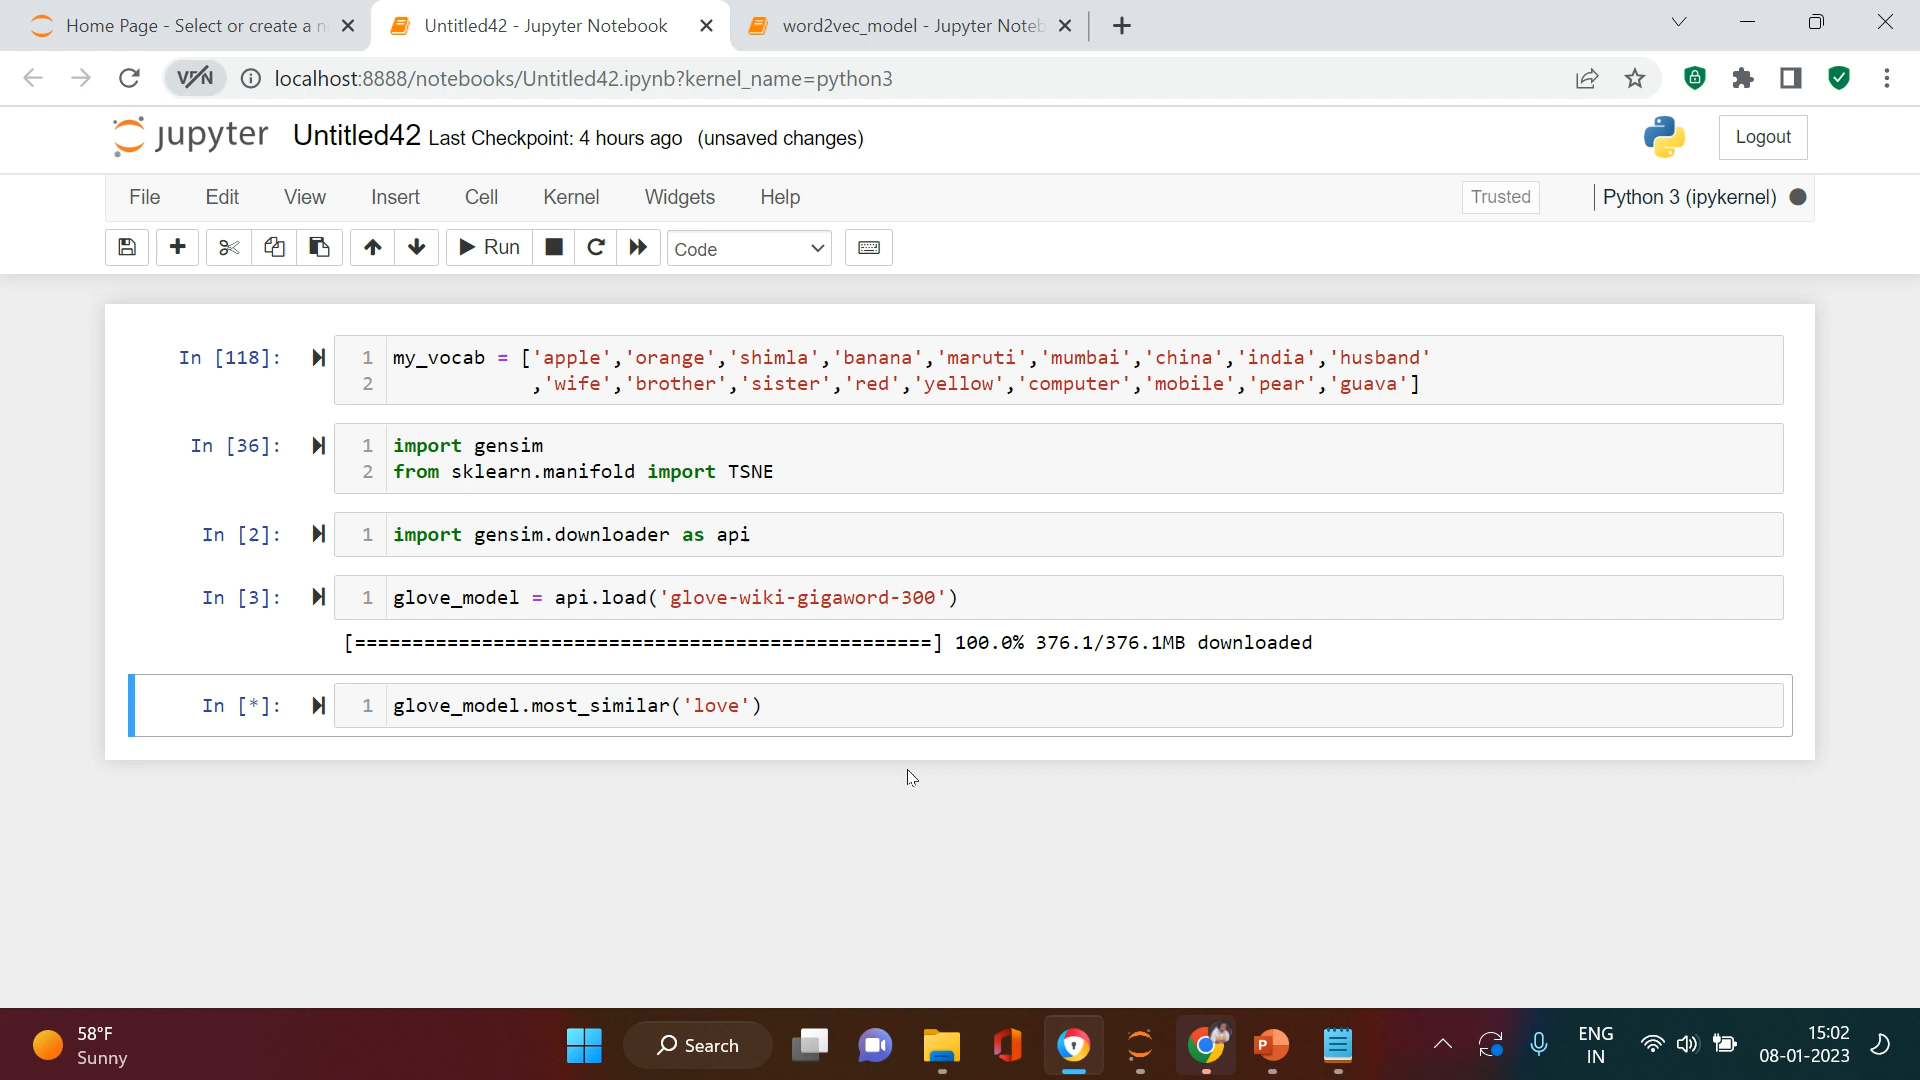 Home Page - Select or create a n
Untitled42 - Jupyter Notebook
word2vec_model - Jupyter Noteb
VPN
localhost:8888/notebooks/Untitled42.ipynb?kernel_name=python3
jupyter Untitled42 Last Checkpoint: 4 hours ago (unsaved changes)
Logout
File Edit View Insert Cell Kernel Widgets Help
Trusted
Python 3 (ipykernel)
Run
Code
In [118]:
1 my_vocab = ['apple','orange','shimla','banana','maruti','mumbai','china','india','husband'
2 ,'wife','brother','sister','red','yellow','computer','mobile','pear','guava']
In [36]:
1 import gensim
2 from sklearn.manifold import TSNE
In [2]:
1 import gensim.downloader as api
In [3]:
1 glove_model = api.load('glove-wiki-gigaword-300')
[==================================================] 100.0% 376.1/376.1MB downloaded
In [*]:
1 glove_model.most_similar('love')
58°F
Sunny
Search
ENG
IN
15:02
08-01-2023